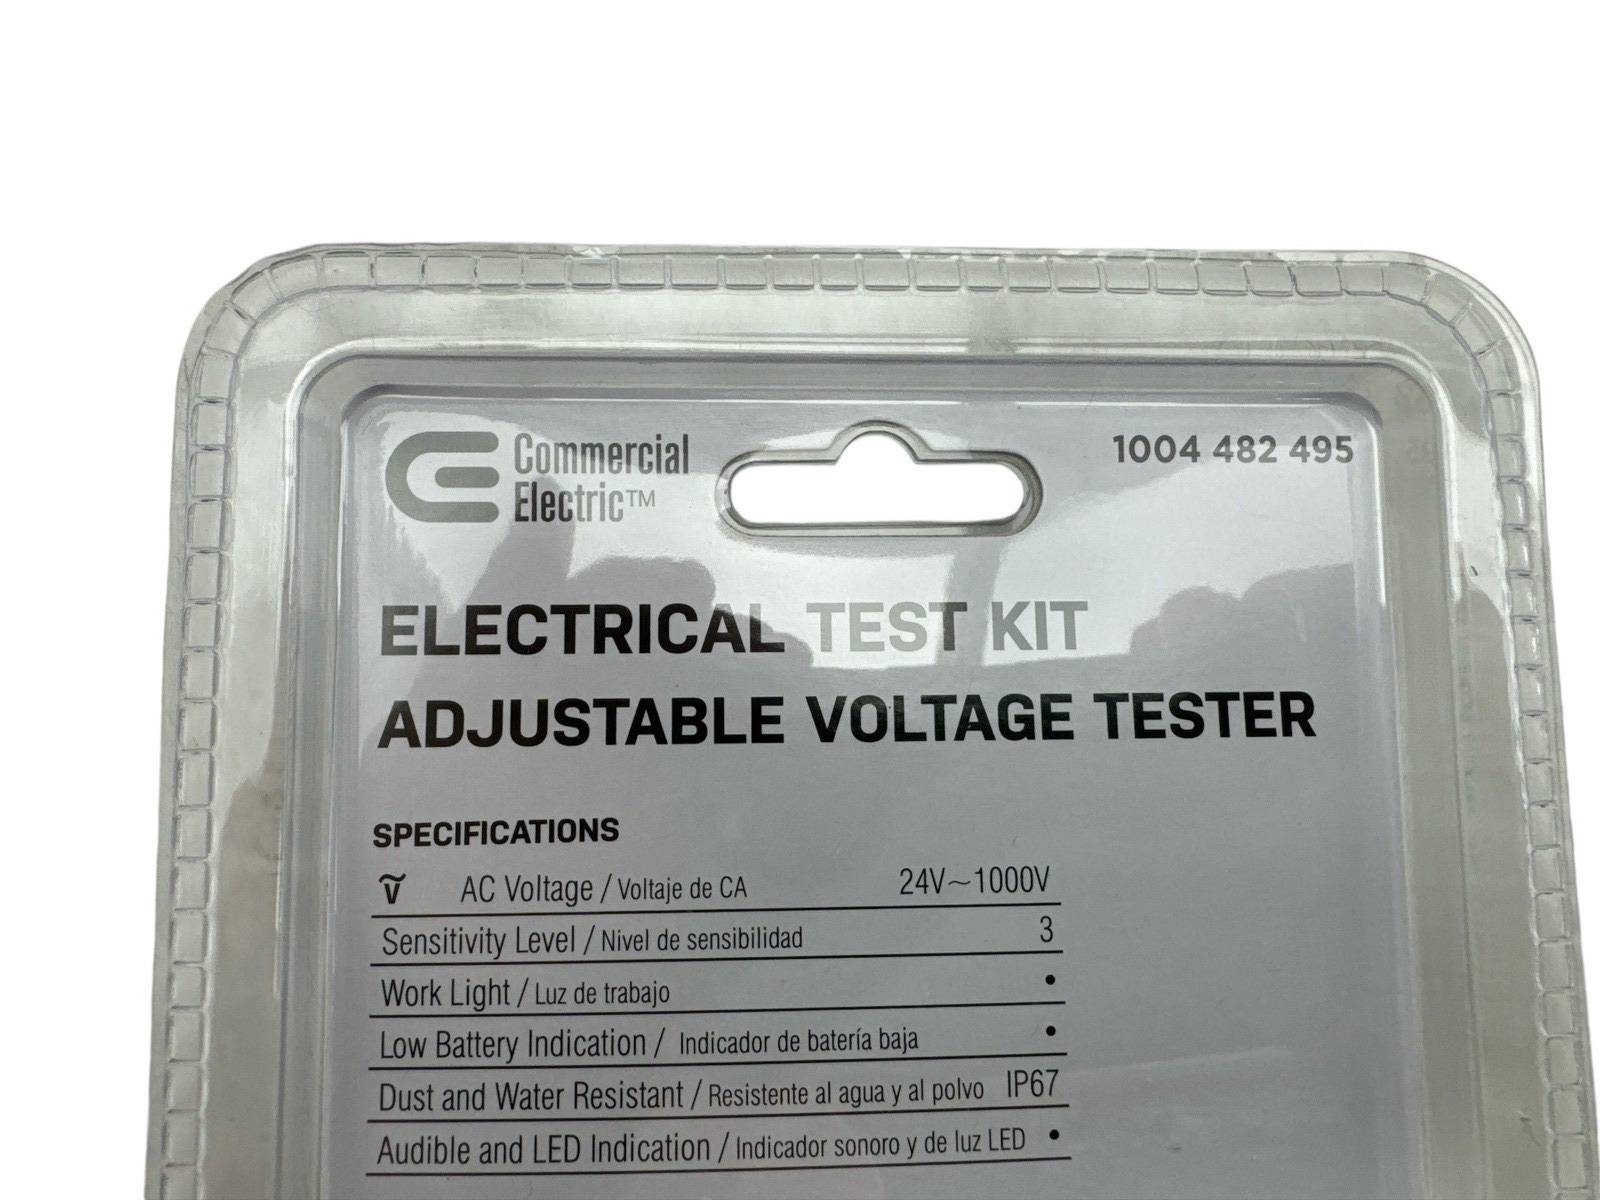 Commercial
Electric™
1004 482 495
ELECTRICAL TEST KIT
ADJUSTABLE VOLTAGE TESTER
SPECIFICATIONS
Ṽ AC Voltage / Voltaje de CA 24V~1000V
Sensitivity Level / Nivel de sensibilidad 3
Work Light / Luz de trabajo •
Low Battery Indication / Indicador de batería baja •
Dust and Water Resistant / Resistente al agua y al polvo IP67
Audible and LED Indication / Indicador sonoro y de luz LED •